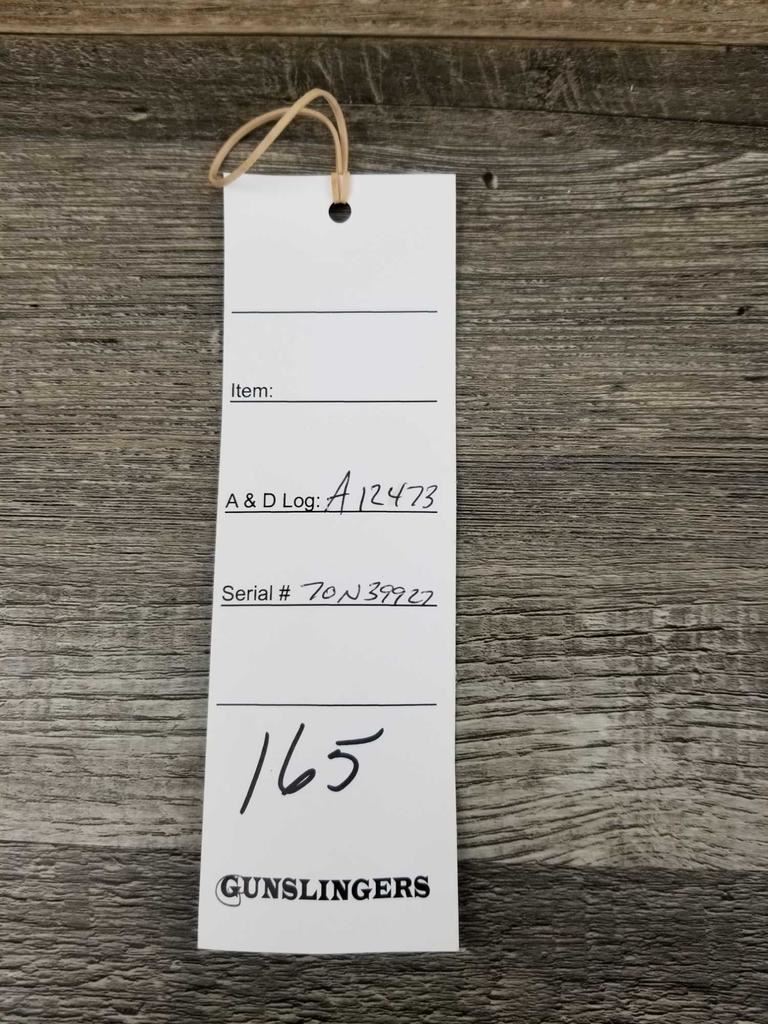 Item:
A & D Log: A12473
Serial # 70N39927
165
GUNSLINGERS